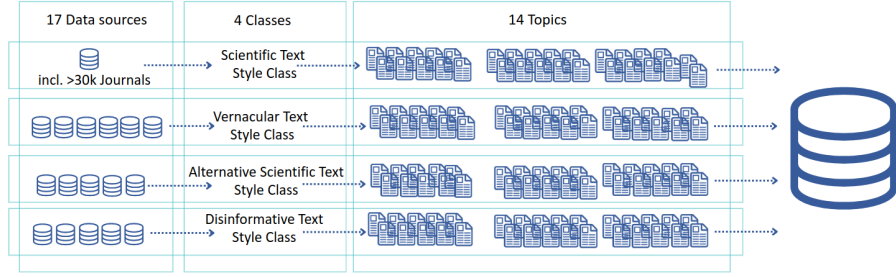 17 Data sources
4 Classes
14 Topics
incl. >30k Journals
Scientific Text
Style Class
Vernacular Text
Style Class
Alternative Scientific Text
Style Class
Disinformative Text
Style Class